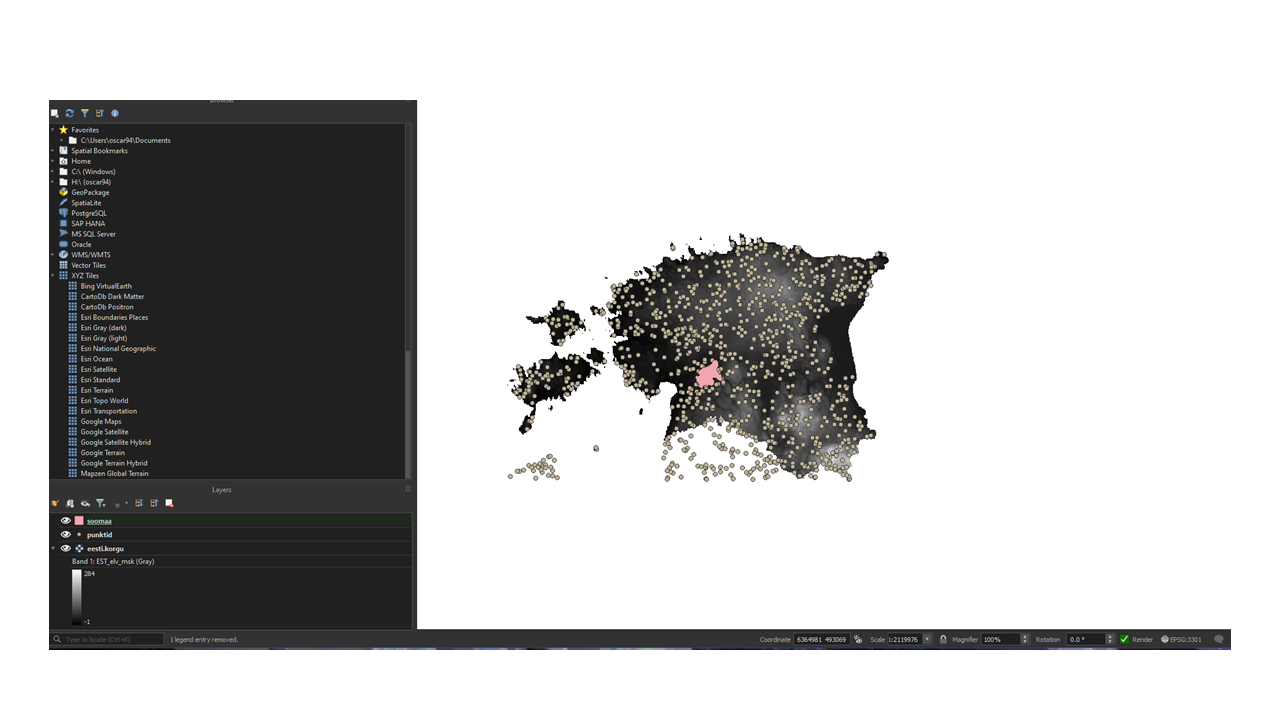 Browser
Favorites
C:\Users\oscar94\Documents
Spatial Bookmarks
Home
C:\ (Windows)
H:\ (oscar94)
GeoPackage
SpatiaLite
PostgreSQL
SAP HANA
MS SQL Server
Oracle
WMS/WMTS
Vector Tiles
XYZ Tiles
Bing VirtualEarth
CartoDb Dark Matter
CartoDb Positron
Esri Boundaries Places
Esri Gray (dark)
Esri Gray (light)
Esri National Geographic
Esri Ocean
Esri Satellite
Esri Standard
Esri Terrain
Esri Topo World
Esri Transportation
Google Maps
Google Satellite
Google Satellite Hybrid
Google Terrain
Google Terrain Hybrid
Mapzen Global Terrain
Layers
soomaa
punktid
eesti.korgu
Band 1: EST_elv_msk (Gray)
284
-1
Type to locate (Ctrl+K) 1 legend entry removed. Coordinate 6364981 493069 Scale 1:2119976 Magnifier 100% Rotation 0.0 ° Render EPSG:3301